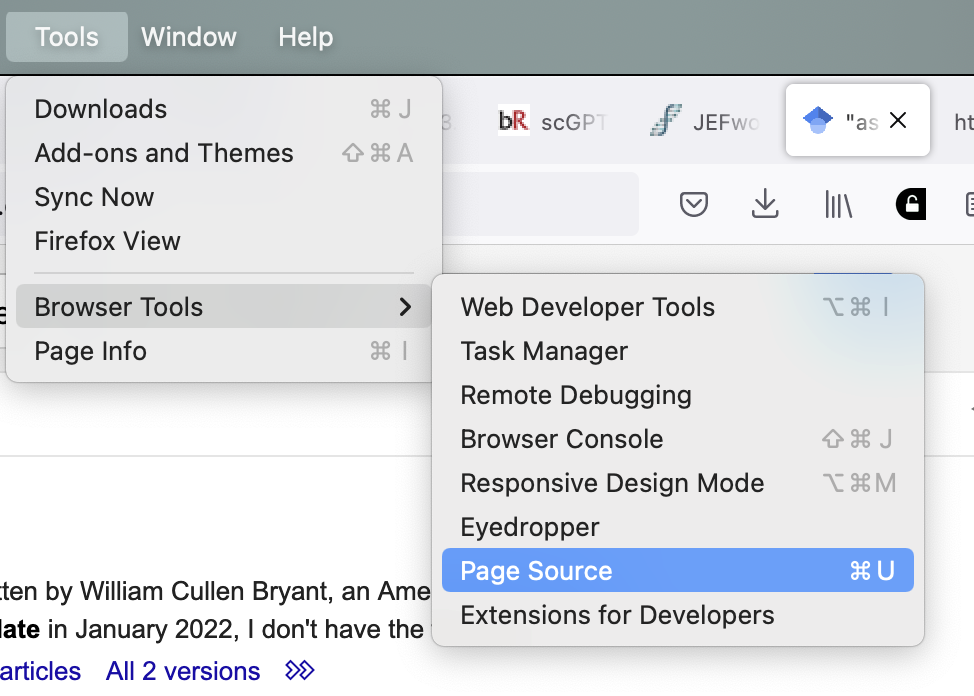 Tools Window Help
Downloads ⌘ J
Add-ons and Themes ⇧ ⌘ A
Sync Now
Firefox View
Browser Tools
Page Info ⌘ I
3. bR scGPT JEFwo "as ht
Web Developer Tools ⌥ ⌘ I
Task Manager
Remote Debugging
Browser Console ⇧ ⌘ J
Responsive Design Mode ⌥ ⌘ M
Eyedropper
Page Source ⌘ U
Extensions for Developers
tten by William Cullen Bryant, an Ame
late in January 2022, I don't have the
articles All 2 versions